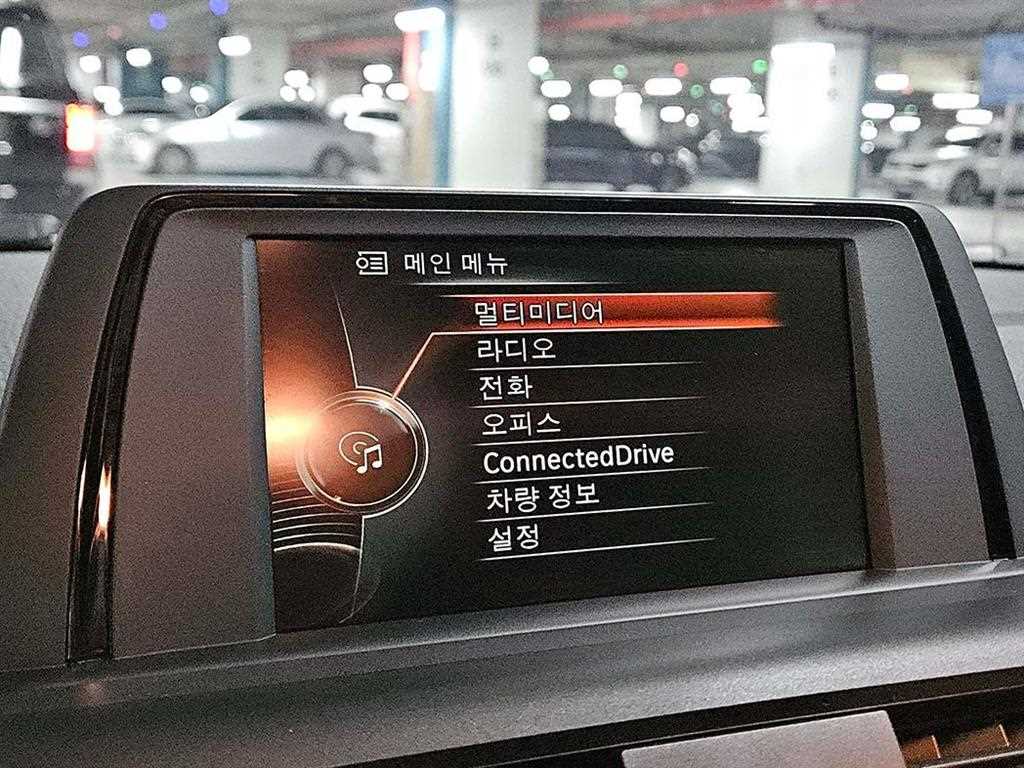 메인 메뉴
멀티미디어
라디오
전화
오피스
ConnectedDrive
차량 정보
설정